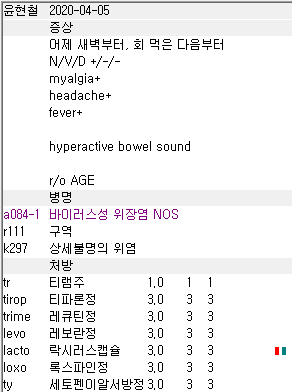 윤현철 2020-04-05
증상
어제 새벽부터, 회 먹은 다음부터
N/V/D +/-/-
myalgia+
headache+
fever+
hyperactive bowel sound
r/o AGE
병명
a084-1 바이러스성 위장염 NOS
r111 구역
k297 상세불명의 위염
처방
tr 티램주 1,0 1 1
tirop 티파론정 3,0 3 3
trime 레큐틴정 3,0 3 3
levo 레보란정 3,0 3 3
lacto 락시러스캡슐 3,0 3 3
loxo 록스파인정 3,0 3 3
ty 세토펜이알서방정 3,0 3 3